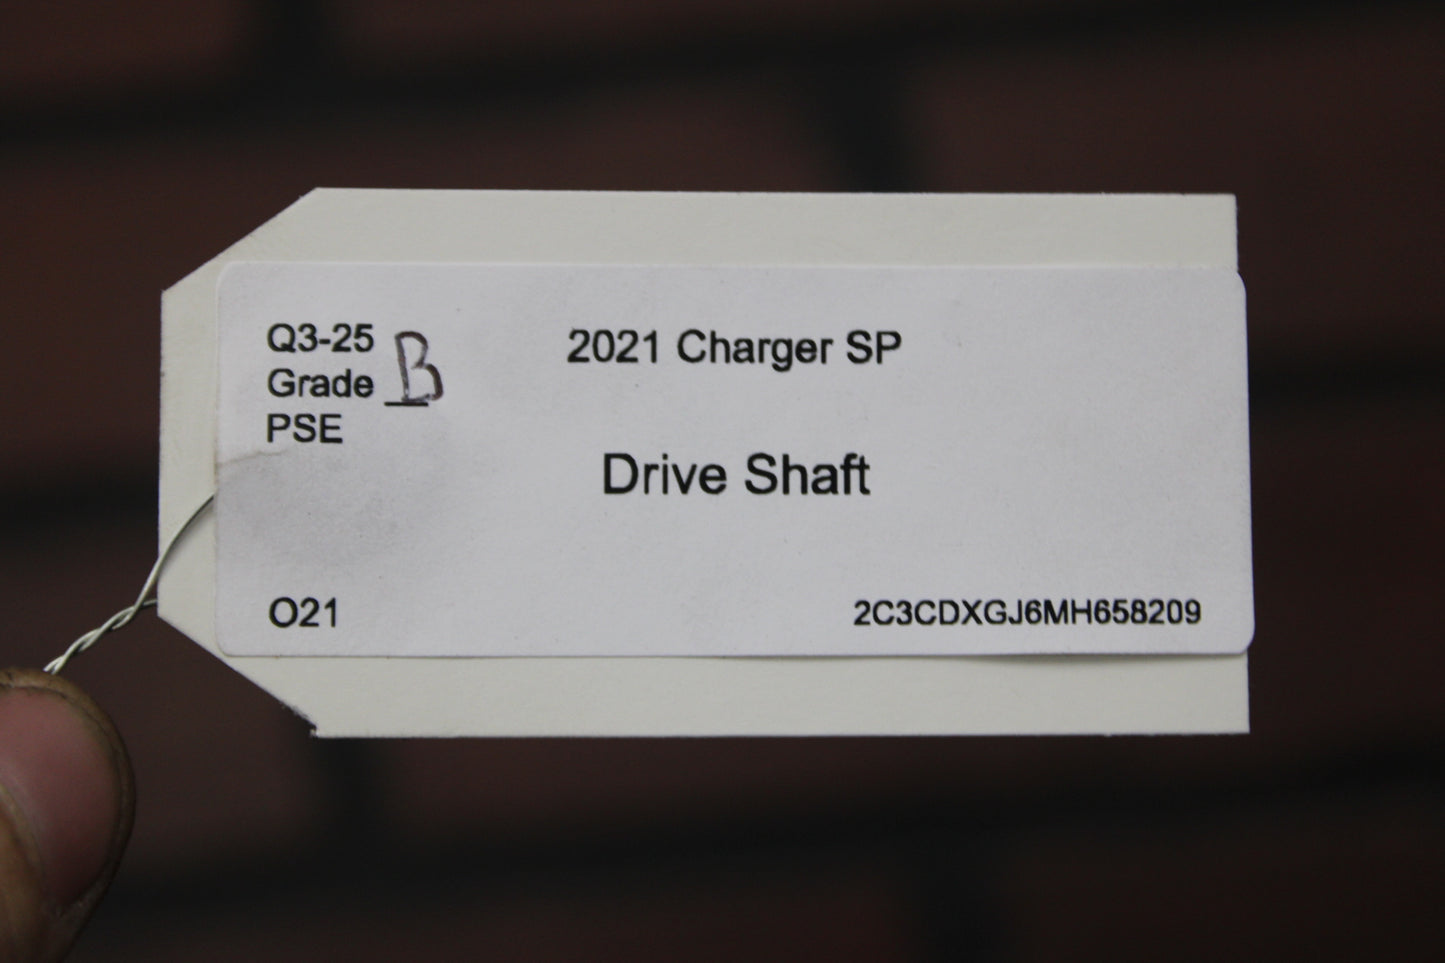 Q3-25
Grade B
PSE
2021 Charger SP
Drive Shaft
O21
2C3CDXGJ6MH658209